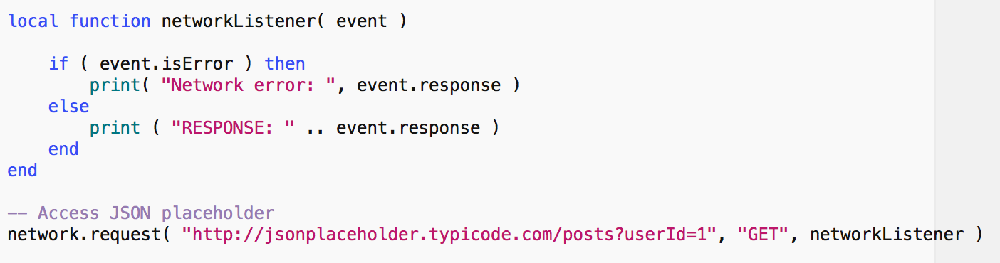 local function networkListener( event )
if ( event.isError ) then
print( "Network error: ", event.response )
else
print ( "RESPONSE: " .. event.response )
end
end
-- Access JSON placeholder
network.request( "http://jsonplaceholder.typicode.com/posts?userId=1", "GET", networkListener )